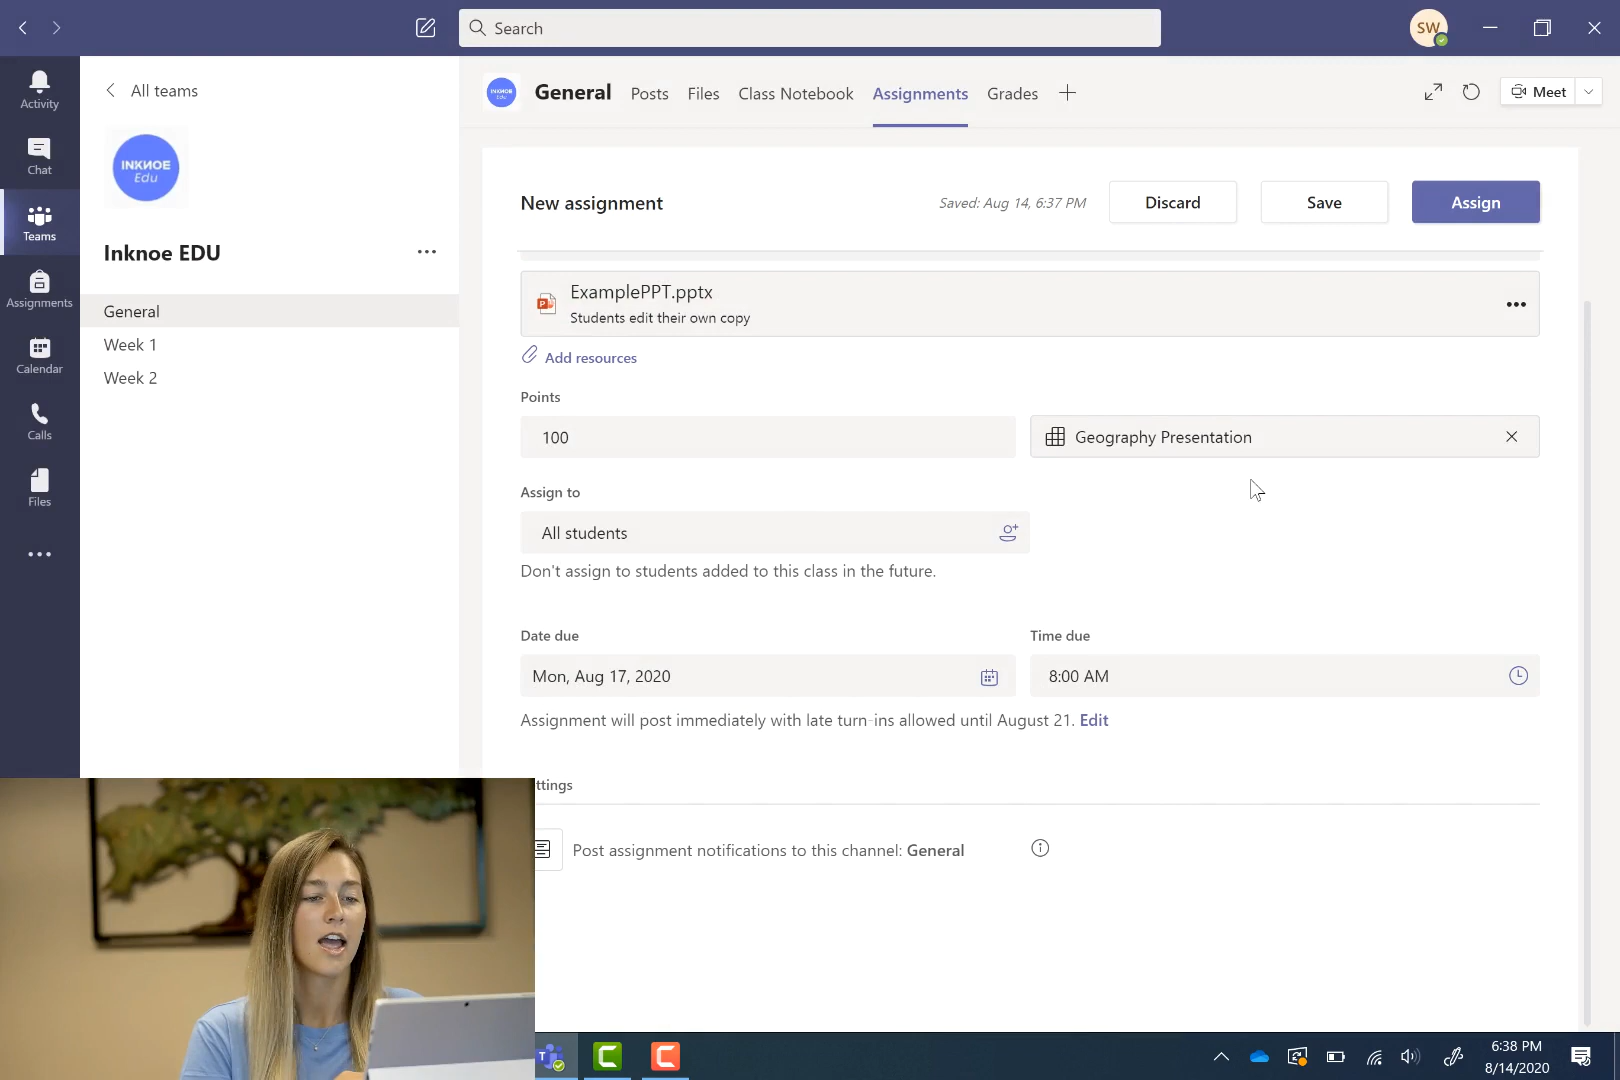 Search
SW
Activity
Chat
Teams
Assignments
Calendar
Calls
Files
All teams
INKNOE
Edu
Inknoe EDU
General
Week 1
Week 2
INKNOE
Edu
General
Posts
Files
Class Notebook
Assignments
Grades
Meet
New assignment
Saved: Aug 14, 6:37 PM
Discard
Save
Assign
ExamplePPT.pptx
Students edit their own copy
Add resources
Points
100
Geography Presentation
Assign to
All students
Don't assign to students added to this class in the future.
Date due
Time due
Mon, Aug 17, 2020
8:00 AM
Assignment will post immediately with late turn-ins allowed until August 21. Edit
ttings
Post assignment notifications to this channel: General
6:38 PM
8/14/2020